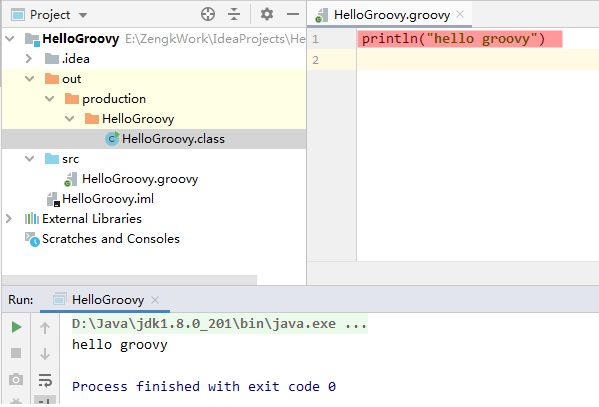 Project
HelloGroovy.groovy
HelloGroovy E:\ZengkWork\IdeaProjects\He
.idea
out
production
HelloGroovy
HelloGroovy.class
src
HelloGroovy.groovy
HelloGroovy.iml
External Libraries
Scratches and Consoles
1 println("hello groovy")
2
Run: HelloGroovy
D:\Java\jdk1.8.0_201\bin\java.exe ...
hello groovy
Process finished with exit code 0